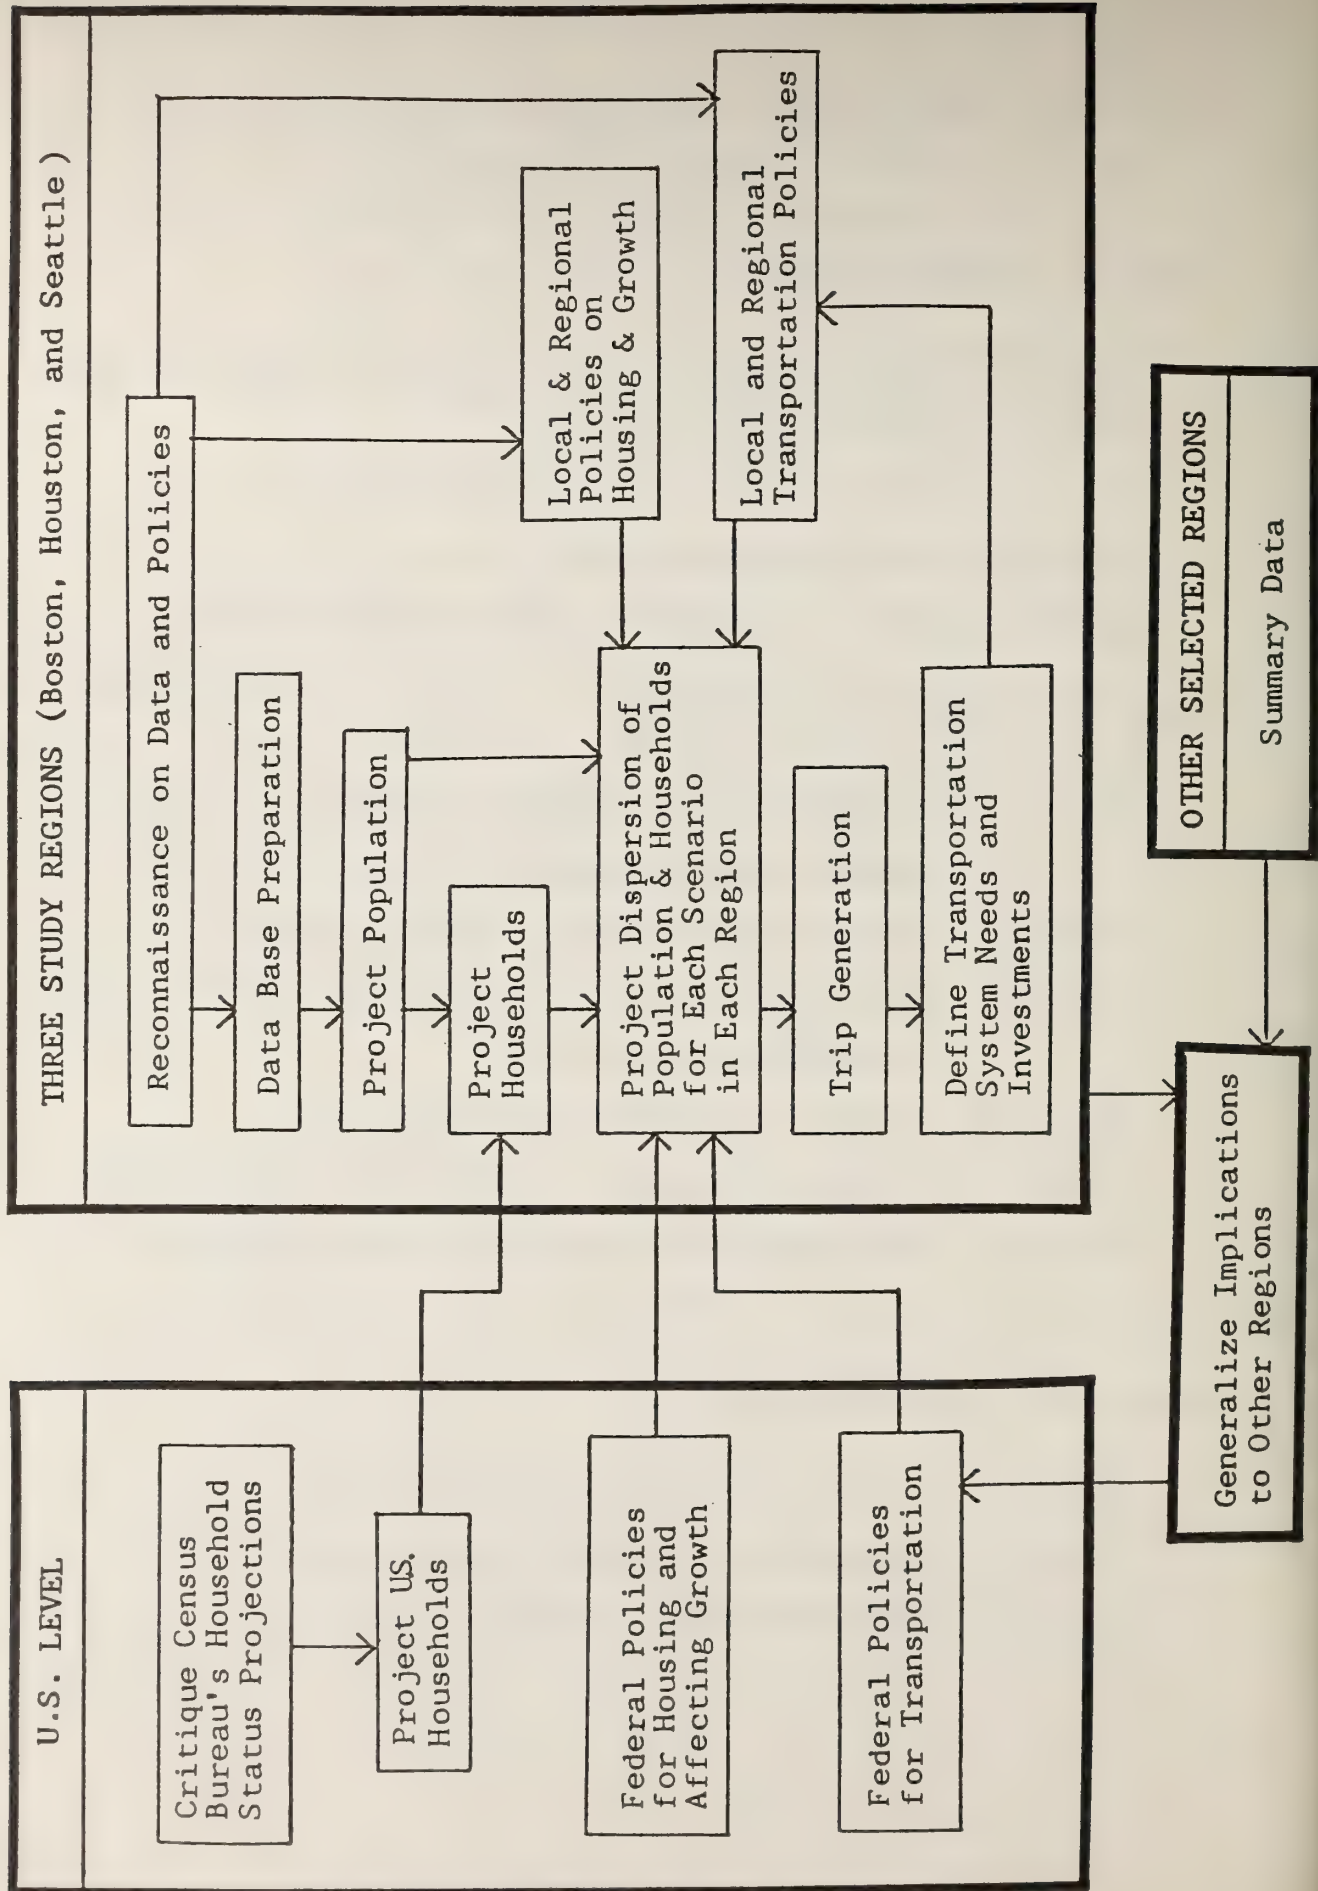 U.S. LEVEL
Critique Census
Bureau's Household
Status Projections
Project U.S.
Households
Federal Policies
for Housing and
Affecting Growth
Federal Policies
for Transportation
THREE STUDY REGIONS (Boston, Houston, and Seattle)
Reconnaissance on Data and Policies
Data Base Preparation
Project Population
Project
Households
Project Dispersion of
Population & Households
for Each Scenario
in Each Region
Trip Generation
Define Transportation
System Needs and
Investments
Local & Regional
Policies on
Housing & Growth
Local and Regional
Transportation Policies
Generalize Implications
to Other Regions
OTHER SELECTED REGIONS
Summary Data